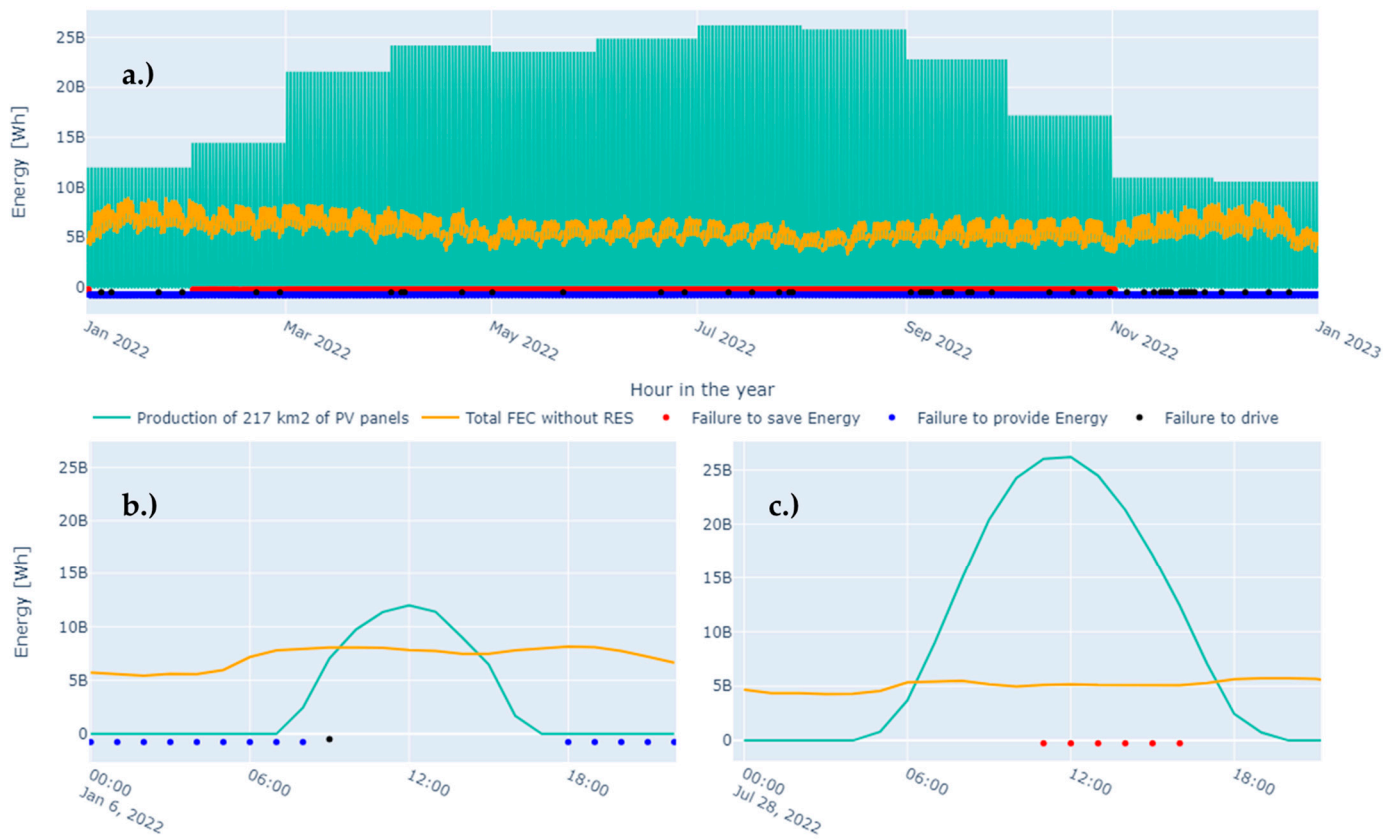 a.)
Energy [Wh]
25B
20B
15B
10B
5B
0
Jan 2022
Mar 2022
May 2022
Jul 2022
Sep 2022
Nov 2022
Jan 2023
Hour in the year
Production of 217 km2 of PV panels Total FEC without RES Failure to save Energy Failure to provide Energy Failure to drive
b.)
Energy [Wh]
25B
20B
15B
10B
5B
0
00:00
Jan 6, 2022
06:00
12:00
18:00
c.)
25B
20B
15B
10B
5B
0
00:00
Jul 28, 2022
06:00
12:00
18:00